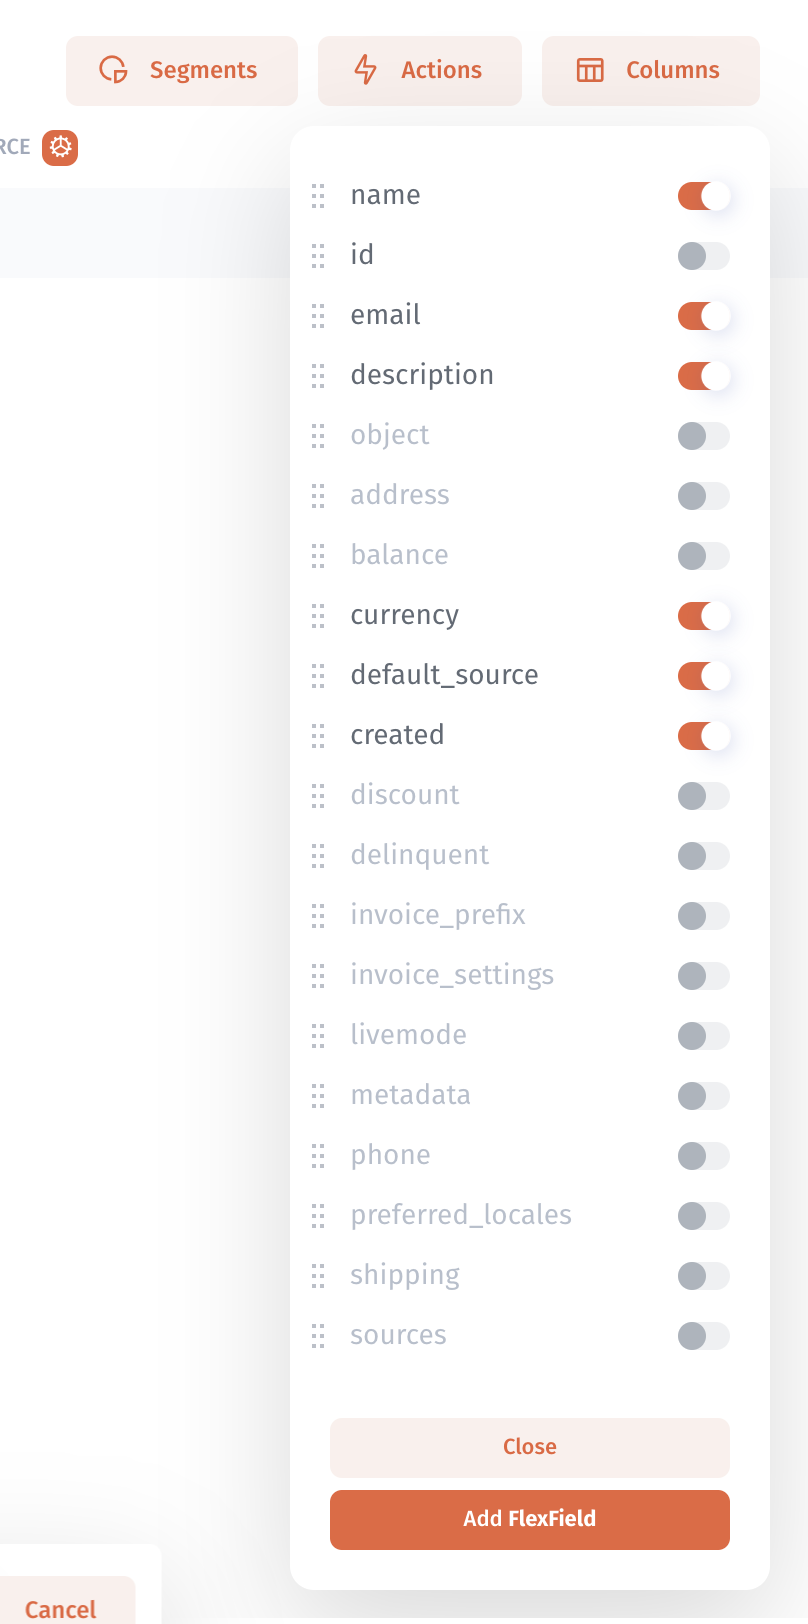 Segments
Actions
Columns
RCE
name
id
email
description
object
address
balance
currency
default_source
created
discount
delinquent
invoice_prefix
invoice_settings
livemode
metadata
phone
preferred_locales
shipping
sources
Close
Add FlexField
Cancel